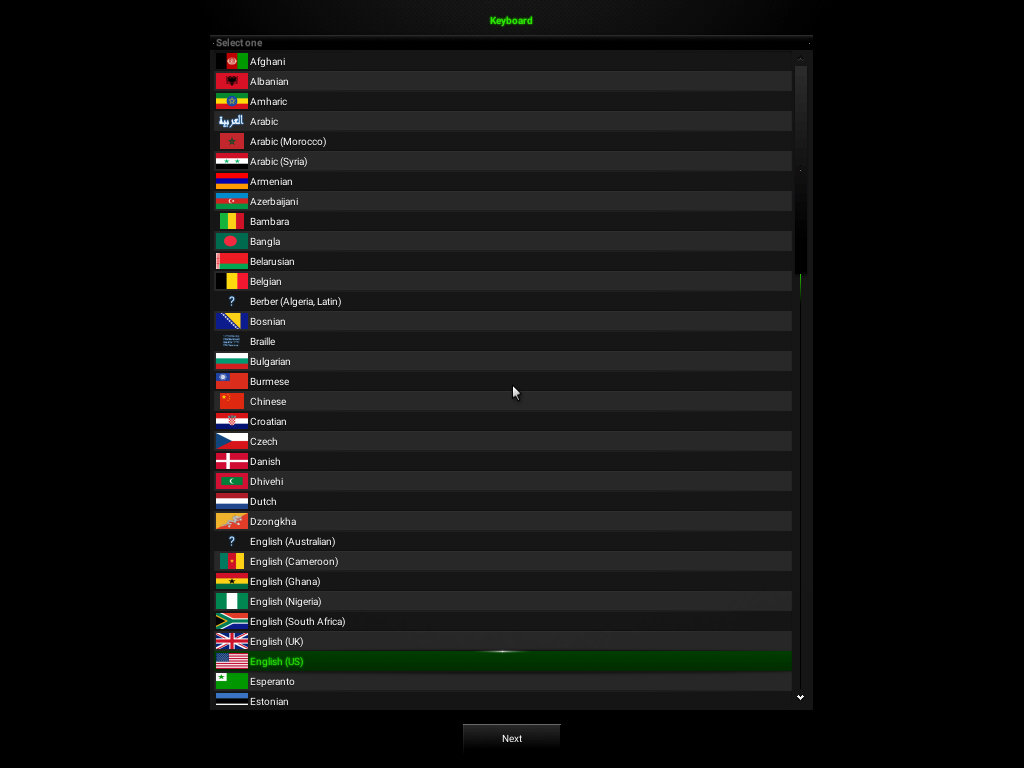 Keyboard
Select one
Afghani
Albanian
Amharic
العربية Arabic
Arabic (Morocco)
Arabic (Syria)
Armenian
Azerbaijani
Bambara
Bangla
Belarusian
Belgian
? Berber (Algeria, Latin)
Bosnian
Braille
Bulgarian
Burmese
Chinese
Croatian
Czech
Danish
Dhivehi
Dutch
Dzongkha
? English (Australian)
English (Cameroon)
English (Ghana)
English (Nigeria)
English (South Africa)
English (UK)
English (US)
Esperanto
Estonian
Next